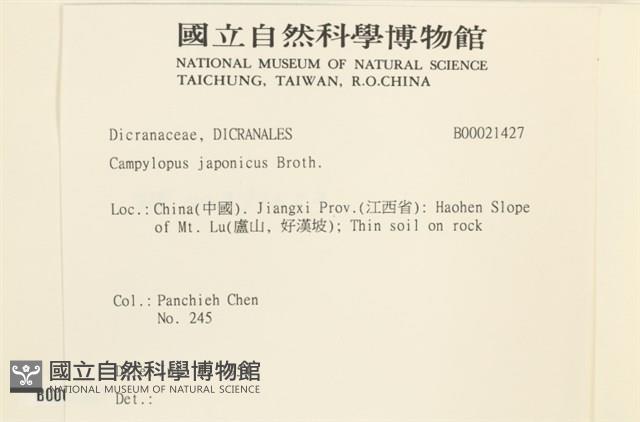 國立自然科學博物館
NATIONAL MUSEUM OF NATURAL SCIENCE
TAICHUNG, TAIWAN, R.O.CHINA
Dicranaceae, DICRANALES B00021427
Campylopus japonicus Broth.
Loc.: China(中國). Jiangxi Prov.(江西省): Haohen Slope
of Mt. Lu(盧山, 好漢坡); Thin soil on rock
Col.: Panchieh Chen
No. 245
國立自然科學博物館
NATIONAL MUSEUM OF NATURAL SCIENCE
Det.: